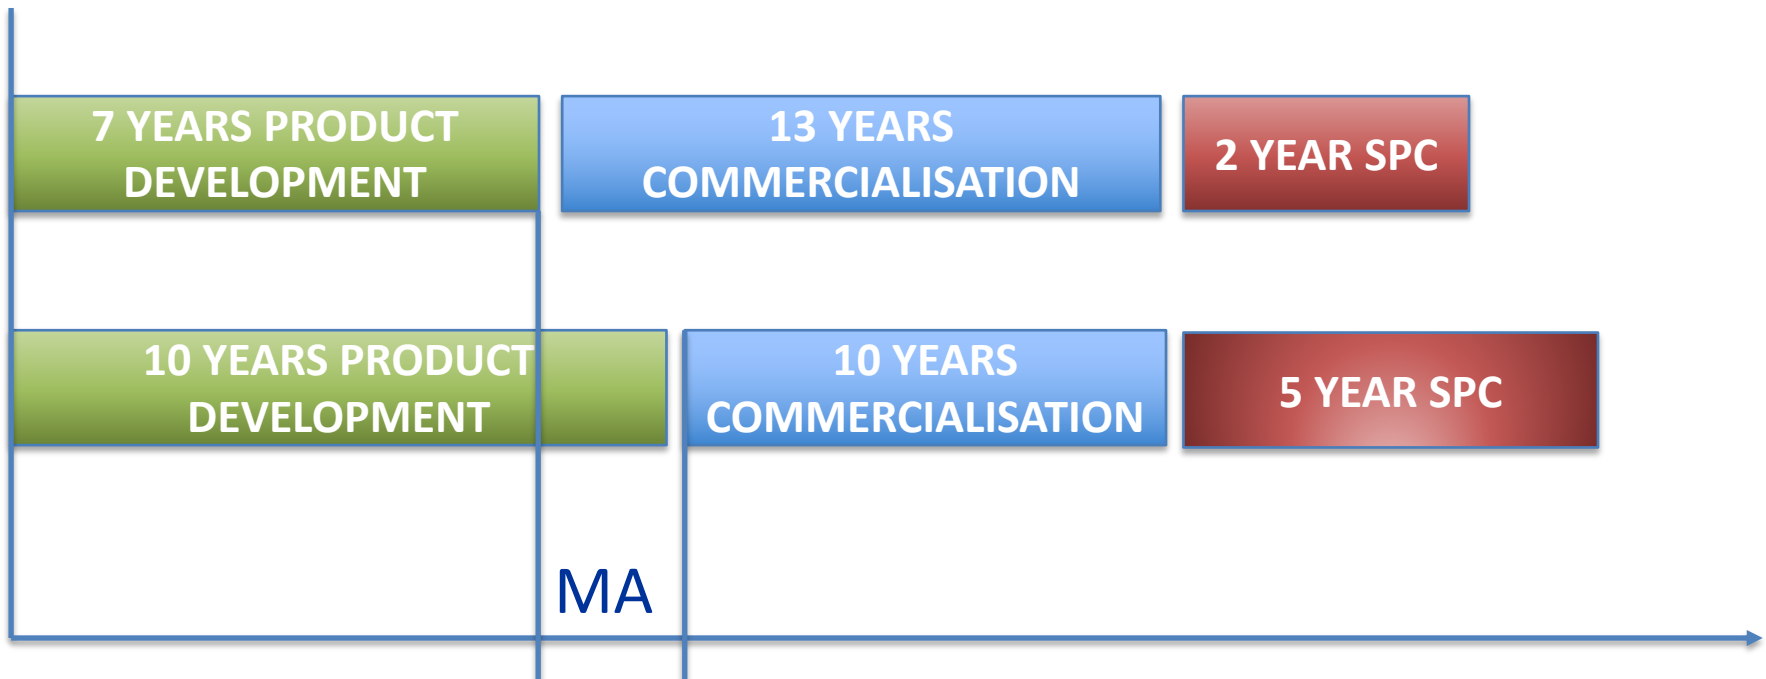 7 YEARS PRODUCT
DEVELOPMENT
13 YEARS
COMMERCIALISATION
2 YEAR SPC
10 YEARS PRODUCT
DEVELOPMENT
10 YEARS
COMMERCIALISATION
5 YEAR SPC
MA